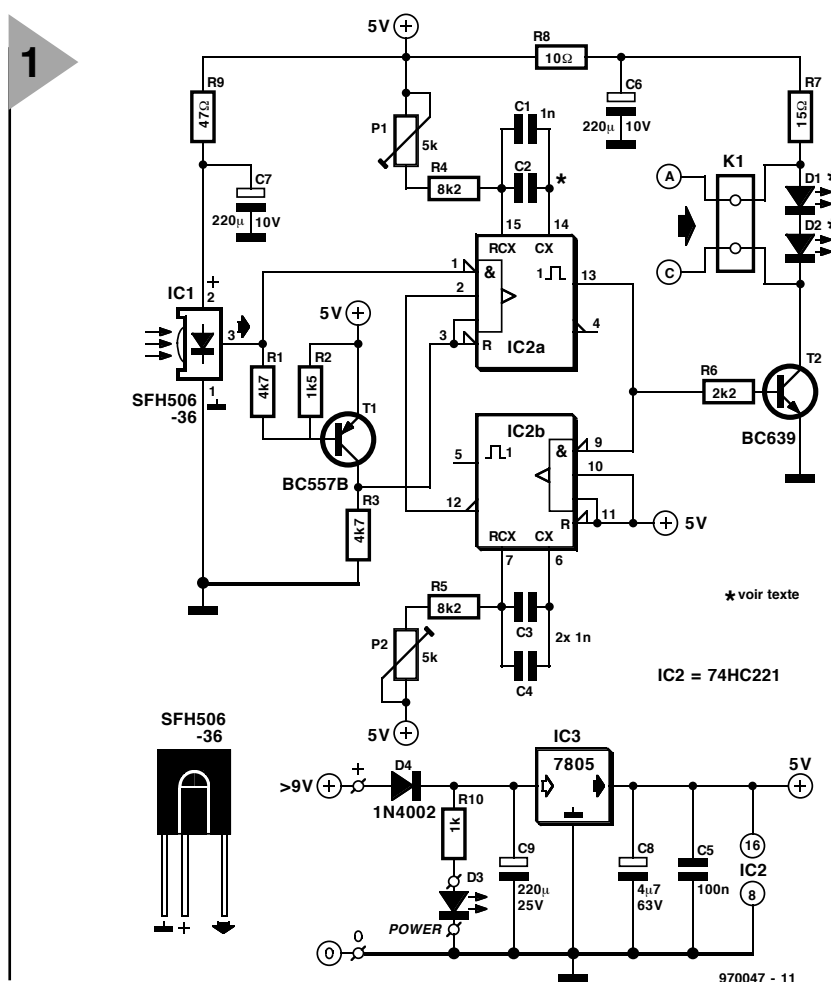 1
5V
R8
10Ω
R9
47Ω
C6
220μ 10V
R7
15Ω
P1
5k
C1
1n
R4
8k2
C2
*
C7
220μ 10V
K1
A
C
D1 *
D2 *
15
14
RCX
CX
1
&
2
1
13
3
R
4
IC2a
IC1
+
2
3
1
SFH506
-36
5V
R1
4k7
R2
1k5
T1
BC557B
R3
4k7
R6
2k2
T2
BC639
IC2b
5
1
&
9
10
12
R
11
5V
RCX
CX
7
6
R5
8k2
C3
2x 1n
C4
P2
5k
5V
* voir texte
IC2 = 74HC221
SFH506
-36
+
>9V
+
D4
1N4002
R10
1k
D3
POWER
0
0
C9
220μ
25V
IC3
7805
C8
4μ7
63V
C5
100n
5V
16
IC2
8
970047 - 11